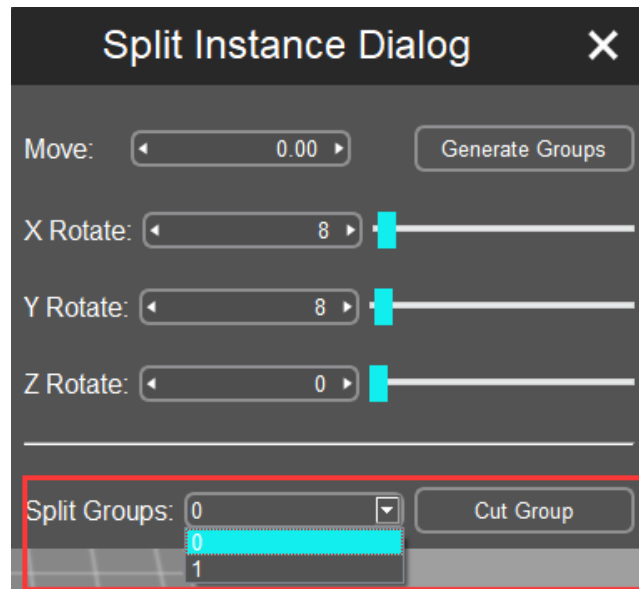 Split Instance Dialog
Move: 0.00 Generate Groups
X Rotate: 8
Y Rotate: 8
Z Rotate: 0
Split Groups: 0 Cut Group
0
1